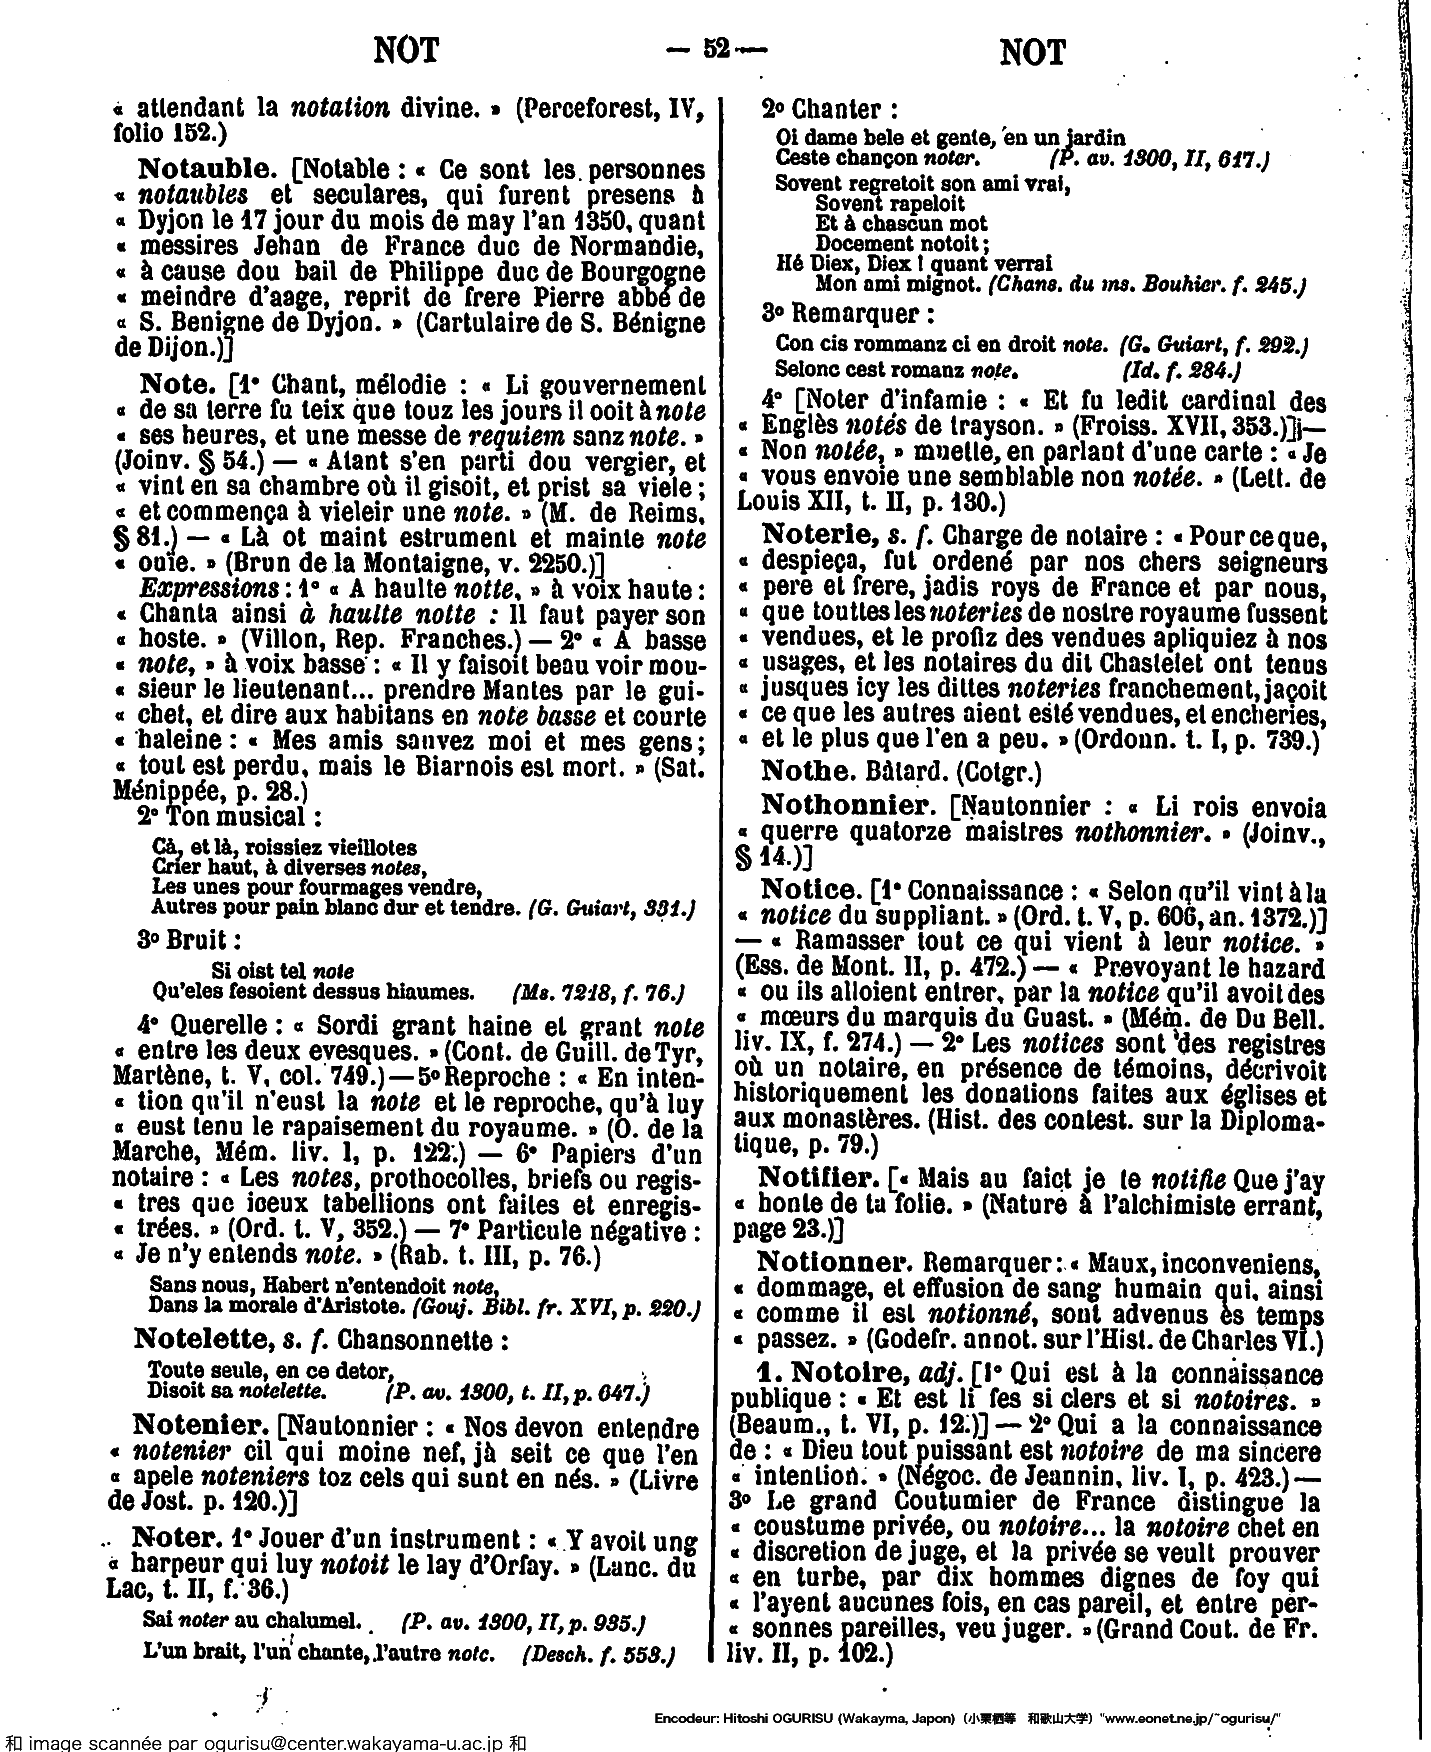 NOT — 52 — NOT
« attendant la notation divine. » (Perceforest, IV,
folio 152.)
Notauble. [Notable : « Ce sont les personnes
« notaubles et seculares, qui furent presens à
« Dyjon le 17 jour du mois de may l'an 1350, quant
« messires Jehan de France duc de Normandie,
« à cause dou bail de Philippe duc de Bourgogne
« meindre d'aage, reprit de frere Pierre abbé de
« S. Benigne de Dyjon. » (Cartulaire de S. Bénigne
de Dijon.)]
Note. [1° Chant, mélodie : « Li gouvernement
« de sa terre fu teix que touz les jours il ooit à note
« ses heures, et une messe de requiem sanz note. »
(Joinv. § 54.) — « Atant s'en parti dou vergier, et
« vint en sa chambre où il gisoit, et prist sa viele ;
« et commença à vieleir une note. » (M. de Reims,
§ 81.) — « Là ot maint estrument et mainte note
« ouïe. » (Brun de la Montaigne, v. 2250.)]
Expressions : 1° « A haulte notte, » à voix haute :
« Chanta ainsi à haulte notte : Il faut payer son
« hoste. » (Villon, Rep. Franches.) — 2° « A basse
« note, » à voix basse : « Il y faisoit beau voir mou-
« sieur le lieutenant... prendre Mantes par le gui-
« chet, et dire aux habitans en note basse et courte
« haleine : « Mes amis sauvez moi et mes gens ;
« tout est perdu, mais le Biarnois est mort. » (Sat.
Ménippée, p. 28.)
2° Ton musical :
Cà, et là, roissiez vieillotes
Crier haut, à diverses notes,
Les unes pour fourmages vendre,
Autres pour pain blanc dur et tendre. (G. Guiart, 331.)
3° Bruit :
Si oist tel note
Qu'eles fesoient dessus hiaumes. (Ms. 7218, f. 76.)
4° Querelle : « Sordi grant haine et grant note
« entre les deux evesques. » (Cont. de Guill. de Tyr,
Martène, t. V, col. 749.) — 5° Reproche : « En inten-
« tion qu'il n'eust la note et le reproche, qu'à luy
« eust tenu le rapaisement du royaume. » (O. de la
Marche, Mém. liv. I, p. 122.) — 6° Papiers d'un
notaire : « Les notes, prothocolles, briefs ou regis-
« tres que iceux tabellions ont faites et enregis-
« trées. » (Ord. t. V, 352.) — 7° Particule négative :
« Je n'y entends note. » (Rab. t. III, p. 76.)
Sans nous, Habert n'entendoit note,
Dans la morale d'Aristote. (Gouj. Bibl. fr. XVI, p. 220.)
Notelette, s. f. Chansonnette :
Toute seule, en ce detor,
Disoit sa notelette. (P. av. 1300, t. II, p. 647.)
Notenier. [Nautonnier : « Nos devon entendre
« notenier cil qui moine nef, jà seit ce que l'en
« apele noteniers toz cels qui sunt en nés. » (Livre
de Jost. p. 120.)]
Noter. 1° Jouer d'un instrument : « Y avoit ung
« harpeur qui luy notoit le lay d'Orfay. » (Lanc. du
Lac, t. II, f. 36.)
Sai noter au chalumel. (P. av. 1300, II, p. 935.)
L'un brait, l'un chante, l'autre note. (Desch. f. 553.)
2° Chanter :
Oi dame bele et gente, en un jardin
Ceste chançon noter. (P. av. 1300, II, 617.)
Sovent regretoit son ami vrai,
Sovent rapeloit
Et à chascun mot
Docement notoit ;
Hé Diex, Diex ! quant verrai
Mon ami mignot. (Chans. du ms. Bouhier. f. 245.)
3° Remarquer :
Con cis rommanz ci en droit note. (G. Guiart, f. 292.)
Selonc cest romanz note. (Id. f. 284.)
4° [Noter d'infamie : « Et fu ledit cardinal des
« Englès notés de trayson. » (Froiss. XVII, 353.)] —
« Non notée, » muette, en parlant d'une carte : « Je
« vous envoie une semblable non notée. » (Lett. de
Louis XII, t. II, p. 130.)
Noterie, s. f. Charge de notaire : « Pour ce que,
« despieça, fut ordené par nos chers seigneurs
« pere et frere, jadis roys de France et par nous,
« que touttes les noteries de nostre royaume fussent
« vendues, et le profiz des vendues apliquiez à nos
« usages, et les notaires du dit Chastelet ont tenus
« jusques icy les dittes noteries franchement, jaçoit
« ce que les autres aient esté vendues, et encheries,
« et le plus que l'en a peu. » (Ordonn. t. I, p. 739.)
Nothe. Bâtard. (Cotgr.)
Nothonnier. [Nautonnier : « Li rois envoia
« querre quatorze maistres nothonnier. » (Joinv.,
§ 14.)]
Notice. [1° Connaissance : « Selon qu'il vint à la
« notice du suppliant. » (Ord. t. V, p. 606, an. 1372.)]
— « Ramasser tout ce qui vient à leur notice. »
(Ess. de Mont. II, p. 472.) — « Prevoyant le hazard
« ou ils alloient entrer, par la notice qu'il avoit des
« mœurs du marquis du Guast. » (Mém. de Du Bell.
liv. IX, f. 274.) — 2° Les notices sont des registres
où un notaire, en présence de témoins, décrivoit
historiquement les donations faites aux églises et
aux monastères. (Hist. des contest. sur la Diploma-
tique, p. 79.)
Notifier. [« Mais au faict je te notifie Que j'ay
« honte de ta folie. » (Nature à l'alchimiste errant,
page 23.)]
Notionner. Remarquer : « Maux, inconveniens,
« dommage, et effusion de sang humain qui, ainsi
« comme il est notionné, sont advenus ès temps
« passez. » (Godefr. annot. sur l'Hist. de Charles VI.)
1. Notoire, adj. [1° Qui est à la connaissance
publique : « Et est li fes si clers et si notoires. »
(Beaum., t. VI, p. 12.)] — 2° Qui a la connaissance
de : « Dieu tout puissant est notoire de ma sincere
« intention. » (Négoc. de Jeannin, liv. I, p. 423.) —
3° Le grand Coutumier de France distingue la
« coustume privée, ou notoire... la notoire chet en
« discretion de juge, et la privée se veult prouver
« en turbe, par dix hommes dignes de foy qui
« l'ayent aucunes fois, en cas pareil, et entre per-
« sonnes pareilles, veu juger. » (Grand Cout. de Fr.
liv. II, p. 102.)
Encodeur: Hitoshi OGURISU (Wakayma, Japon) (小栗栖等 和歌山大学) "www.eonet.ne.jp/~ogurisu/"
和 image scannée par ogurisu@center.wakayama-u.ac.jp 和